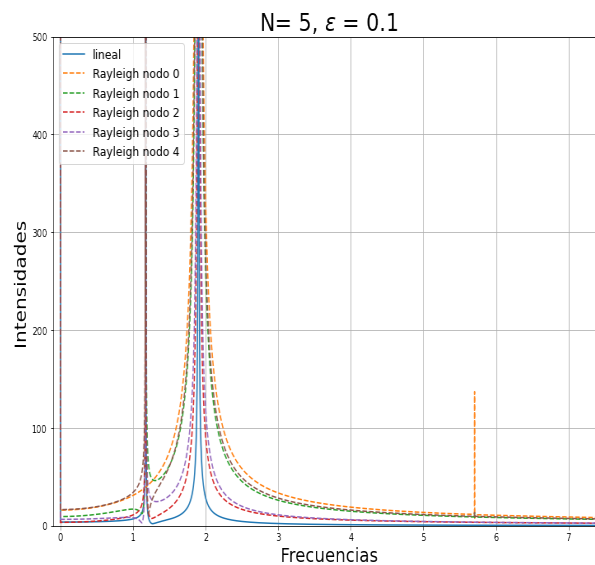 N= 5, ε = 0.1
500
400
300
200
100
0
Intensidades
lineal
Rayleigh nodo 0
Rayleigh nodo 1
Rayleigh nodo 2
Rayleigh nodo 3
Rayleigh nodo 4
0 1 2 3 4 5 6 7
Frecuencias